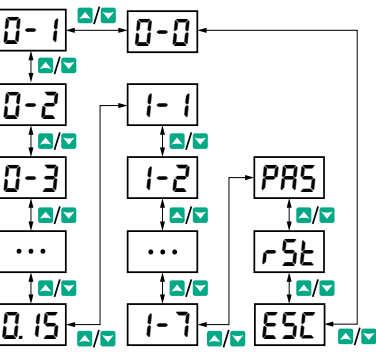 0-1 / 0-0
/
0-2 1-1
/ /
0-3 1-2 PAS
/ / /
... ... rSt
/ / /
0.15 / 1-7 / ESC /